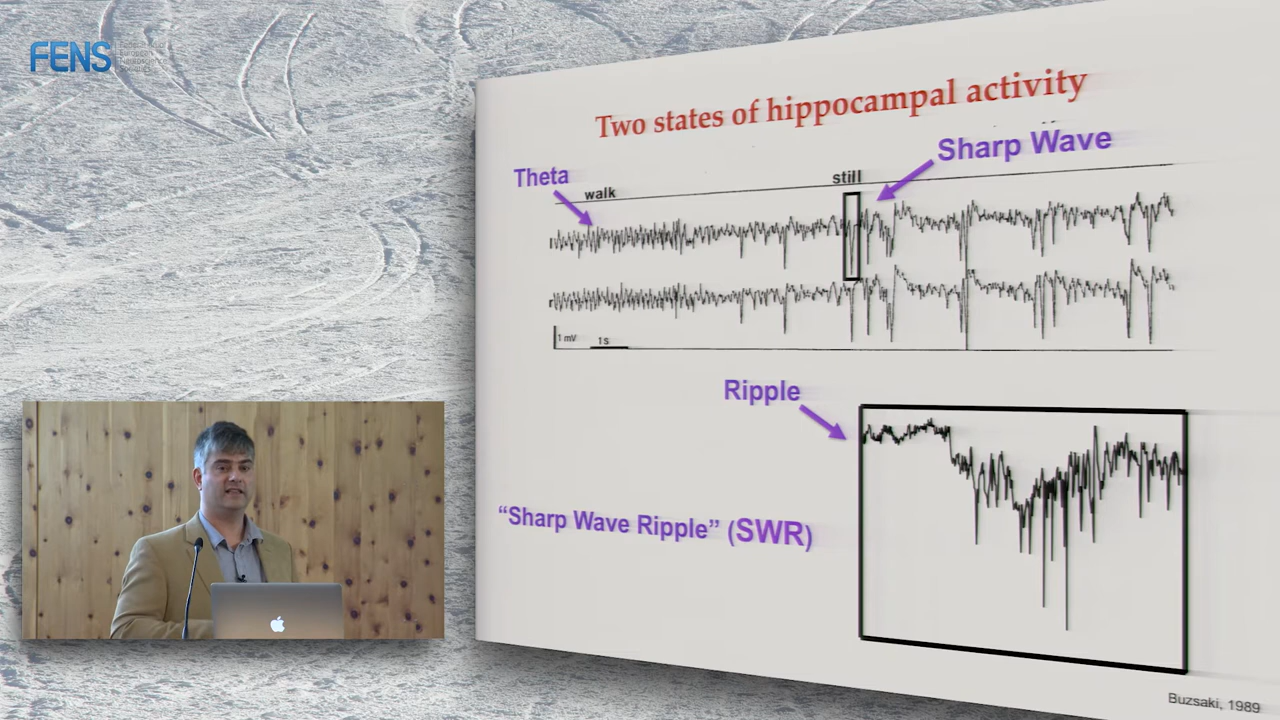 FENS
Two states of hippocampal activity
Sharp Wave
Theta
walk
still
1 mV
1s
Ripple
“Sharp Wave Ripple” (SWR)
Buzsaki, 1989